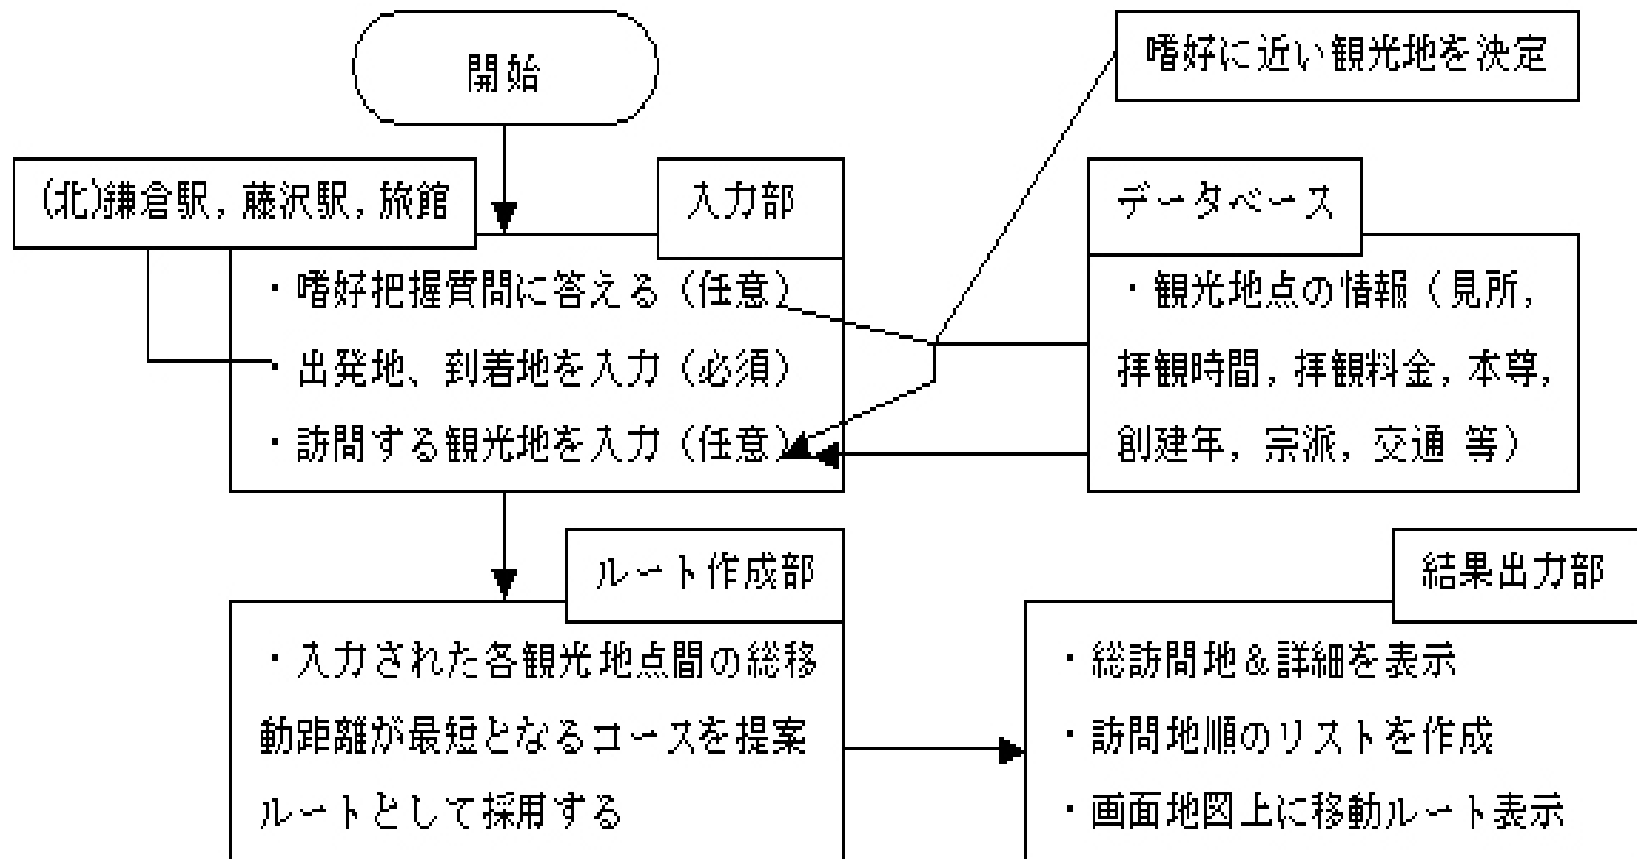 開始
嗜好に近い観光地を決定
(北)鎌倉駅，藤沢駅，旅館
入力部
・嗜好把握質問に答える（任意）
・出発地、到着地を入力（必須）
・訪問する観光地を入力（任意）
データベース
・観光地点の情報（見所，
拝観時間，拝観料金，本尊，
創建年，宗派，交通 等）
ルート作成部
・入力された各観光地点間の総移
動距離が最短となるコースを提案
ルートとして採用する
結果出力部
・総訪問地＆詳細を表示
・訪問地順のリストを作成
・画面地図上に移動ルート表示